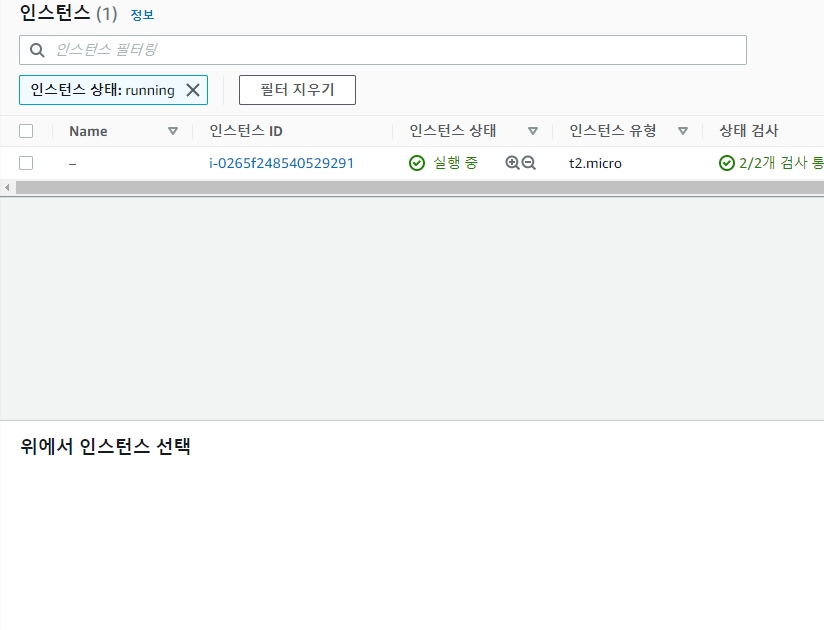 인스턴스 (1) 정보
인스턴스 필터링
인스턴스 상태: running 필터 지우기
Name 인스턴스 ID 인스턴스 상태 인스턴스 유형 상태 검사
– i-0265f248540529291 실행 중 t2.micro 2/2개 검사 통
위에서 인스턴스 선택